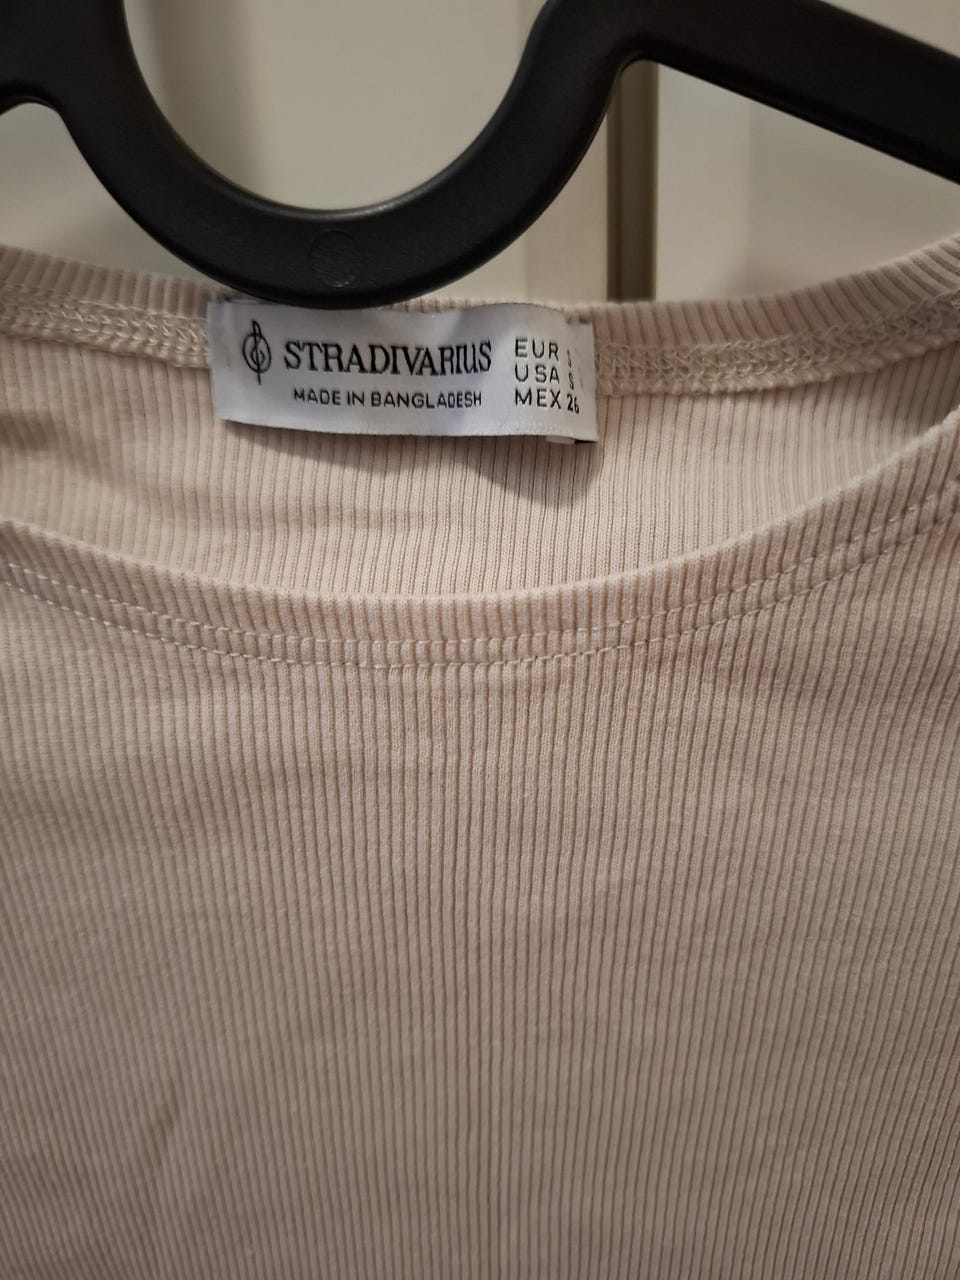 STRADIVARIUS
MADE IN BANGLADESH
EUR S
USA S
MEX 26